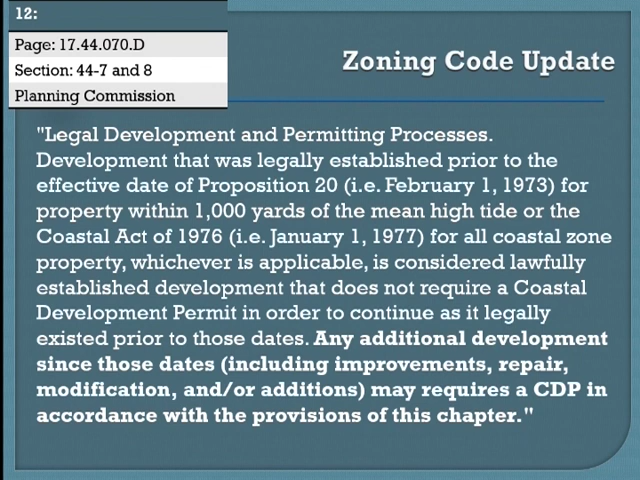 12:
Page: 17.44.070.D
Section: 44-7 and 8
Planning Commission
Zoning Code Update
"Legal Development and Permitting Processes.
Development that was legally established prior to the
effective date of Proposition 20 (i.e. February 1, 1973) for
property within 1,000 yards of the mean high tide or the
Coastal Act of 1976 (i.e. January 1, 1977) for all coastal zone
property, whichever is applicable, is considered lawfully
established development that does not require a Coastal
Development Permit in order to continue as it legally
existed prior to those dates. Any additional development
since those dates (including improvements, repair,
modification, and/or additions) may requires a CDP in
accordance with the provisions of this chapter."